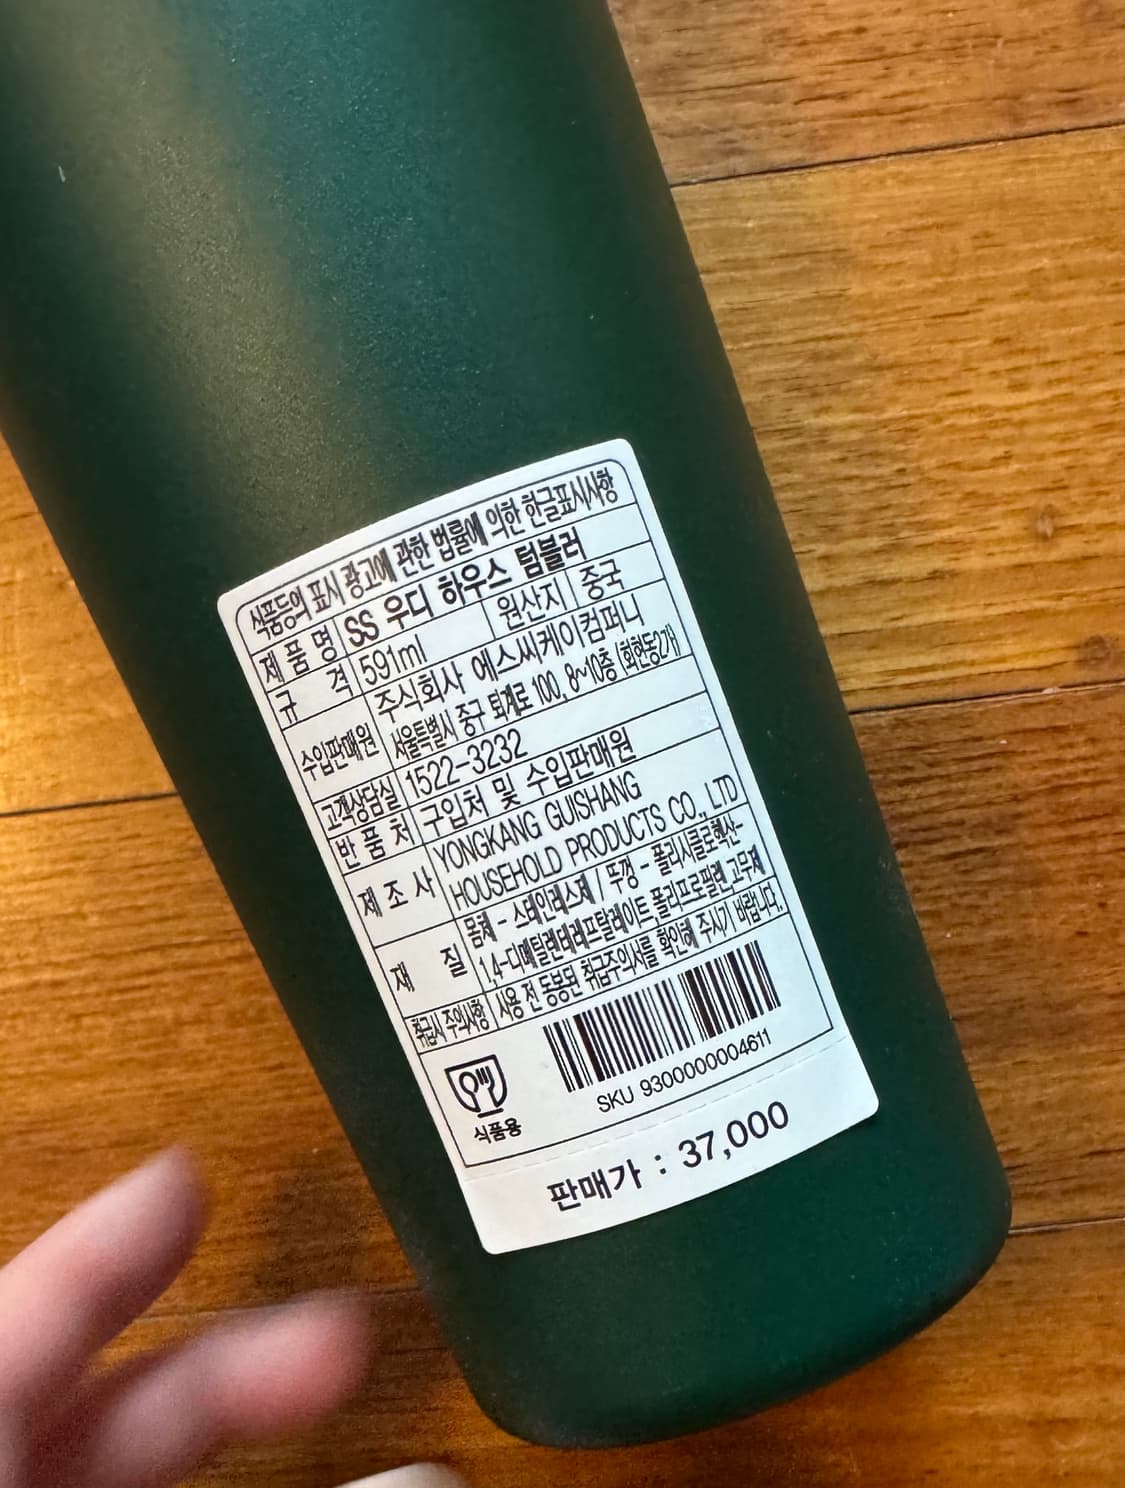 식품등의 표시 광고에 관한 법률에 의한 한글표시사항
제 품 명 SS 우디 하우스 텀블러
규 격 591ml 원산지 중국
수입판매원 주식회사 에스씨케이컴퍼니
서울특별시 중구 퇴계로 100, 8~10층 (회현동2가)
고객상담실 1522-3232
반 품 처 구입처 및 수입판매원
제 조 사 YONGKANG GUISHANG
HOUSEHOLD PRODUCTS CO., LTD
재 질 몸체 - 스테인레스제 / 뚜껑 - 폴리시클로헥산-
1,4-디메틸렌테레프탈레이트, 폴리프로필렌, 고무제
취급시 주의사항 사용 전 동봉된 취급주의서를 확인해 주시기 바랍니다.
식품용
SKU 9300000004611
판매가 : 37,000